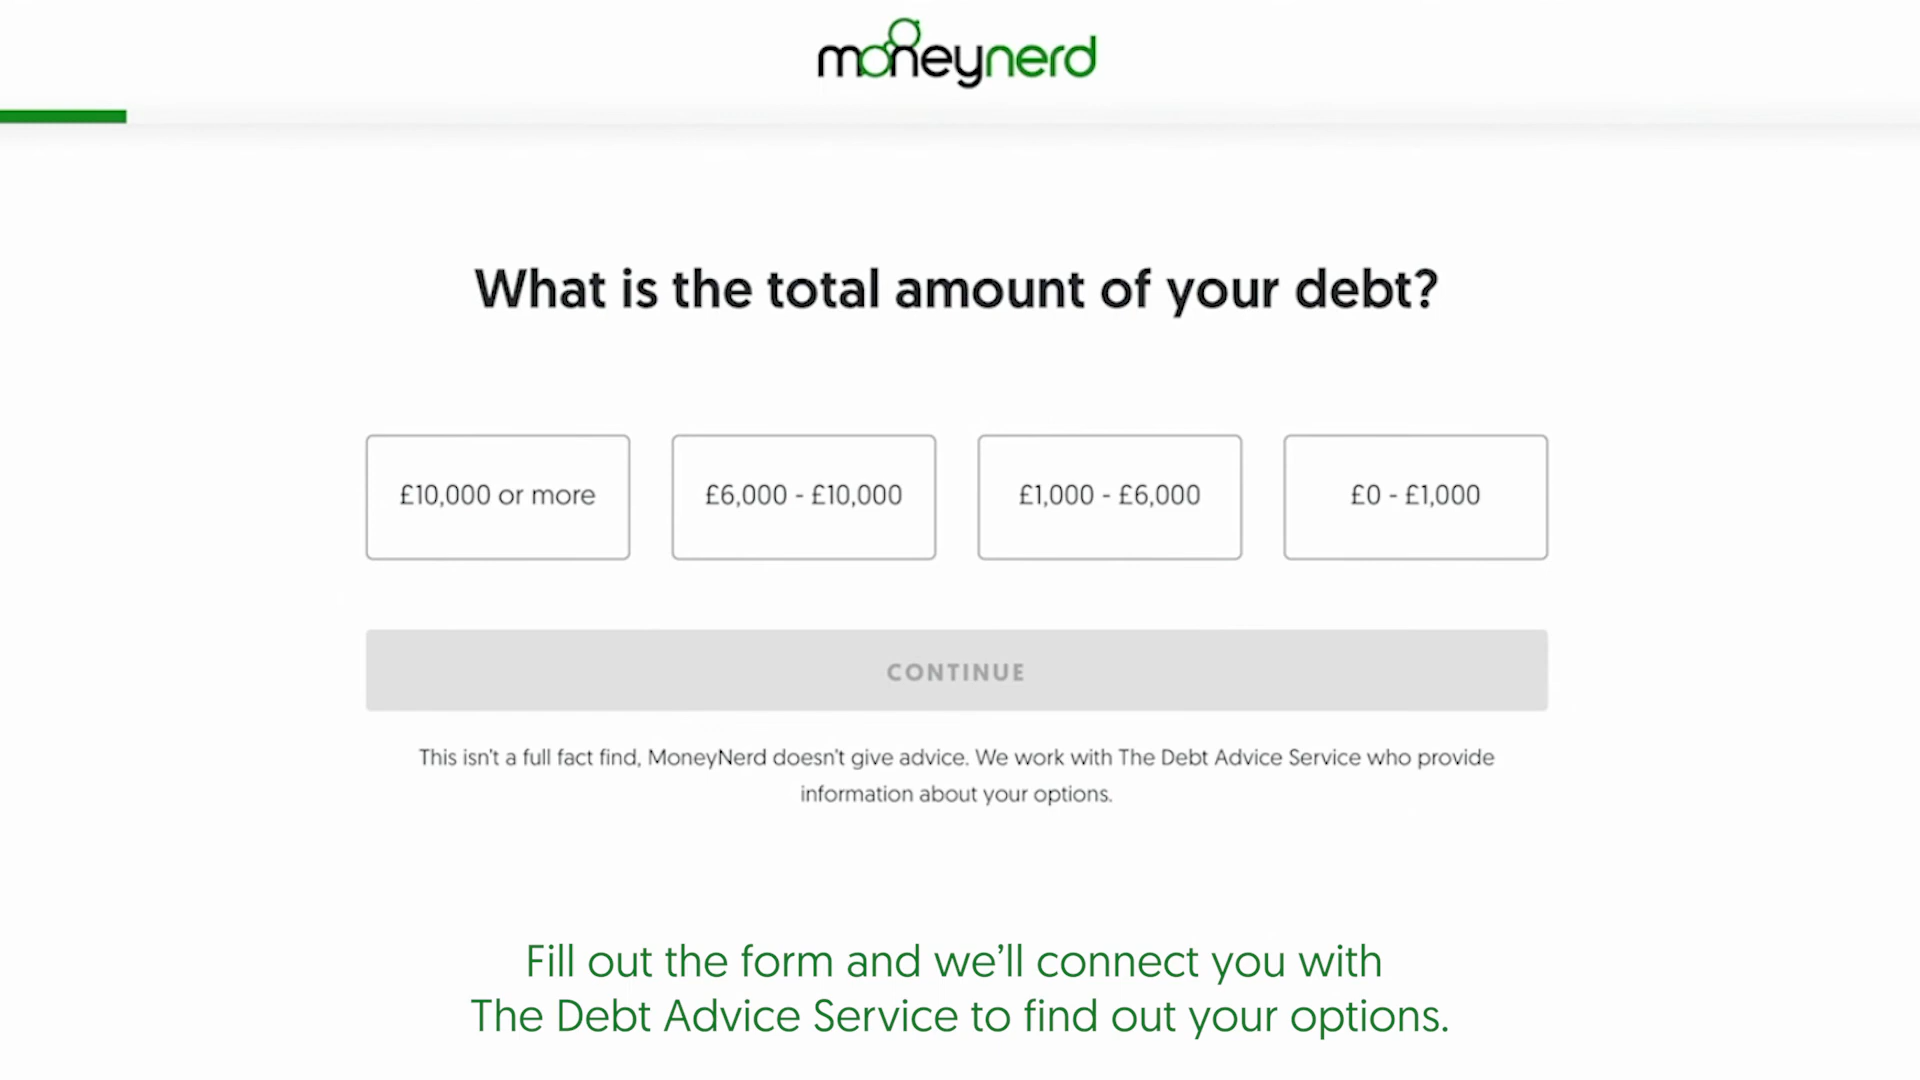 moneynerd
What is the total amount of your debt?
£10,000 or more
£6,000 - £10,000
£1,000 - £6,000
£0 - £1,000
CONTINUE
This isn't a full fact find, MoneyNerd doesn't give advice. We work with The Debt Advice Service who provide
information about your options.
Fill out the form and we’ll connect you with
The Debt Advice Service to find out your options.